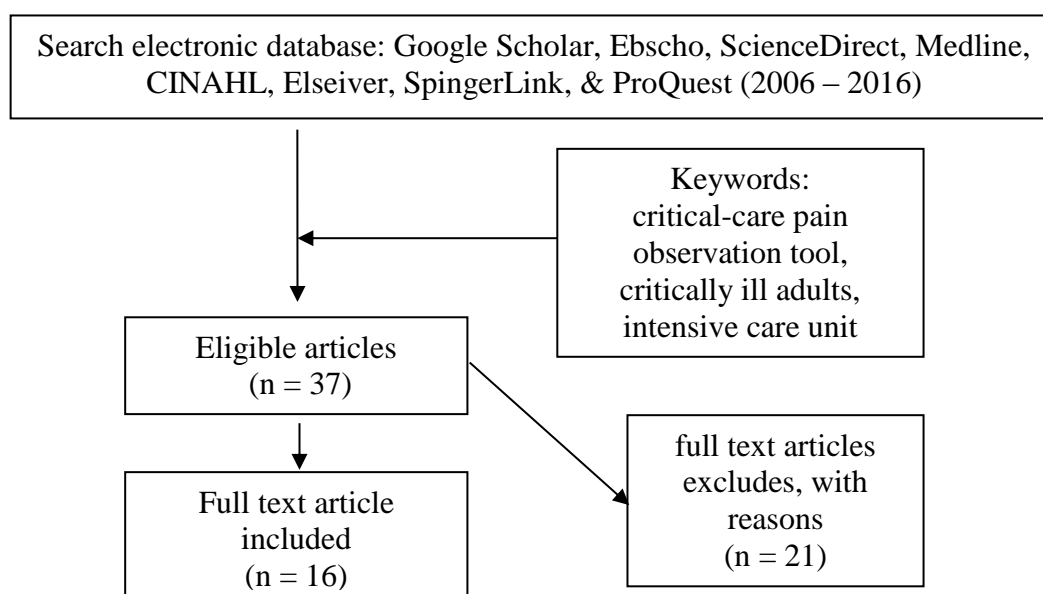 Search electronic database: Google Scholar, Ebscho, ScienceDirect, Medline,
CINAHL, Elseiver, SpingerLink, & ProQuest (2006 – 2016)
Keywords:
critical-care pain
observation tool,
critically ill adults,
intensive care unit
Eligible articles
(n = 37)
full text articles
excludes, with
reasons
(n = 21)
Full text article
included
(n = 16)